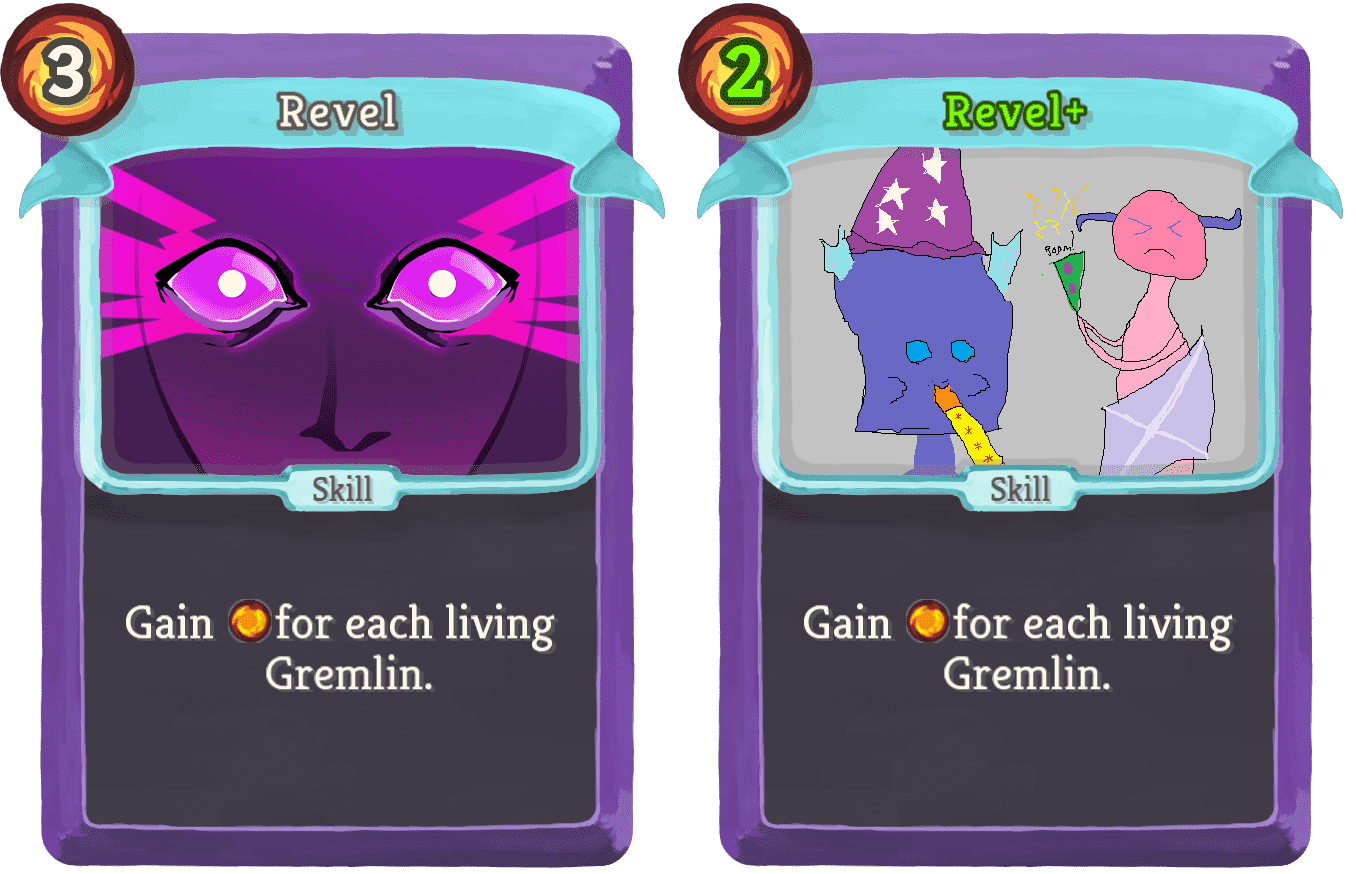 3
Revel
Skill
Gain for each living
Gremlin.
2
Revel+
Skill
Gain for each living
Gremlin.